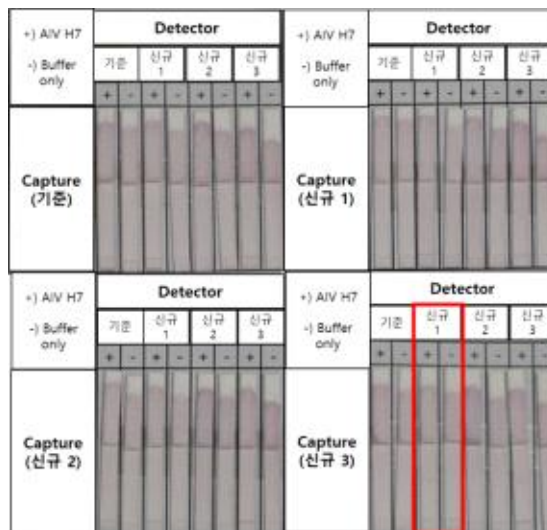 +) AIV H7
-) Buffer
only
Detector
기준
신규
1
신규
2
신규
3
+ - + - + - + -
Capture
(기준)
+) AIV H7
-) Buffer
only
Detector
기준
신규
1
신규
2
신규
3
+ - + - + - + -
Capture
(신규 1)
+) AIV H7
-) Buffer
only
Detector
기준
신규
1
신규
2
신규
3
+ - + - + - + -
Capture
(신규 2)
+) AIV H7
-) Buffer
only
Detector
기준
신규
1
신규
2
신규
3
+ - + - + - + -
Capture
(신규 3)